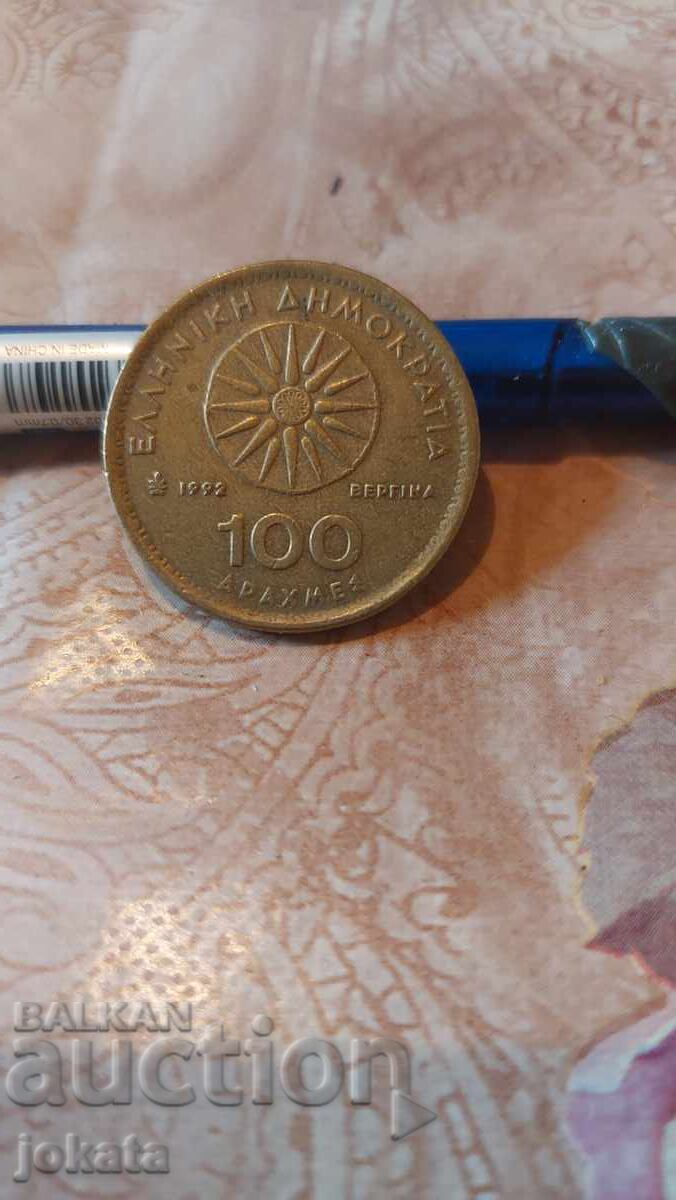 ΕΛΛΗΝΙΚΗ ΔΗΜΟΚΡΑΤΙΑ
1992 ΒΕΡΓΙΝΑ
100
ΔΡΑΧΜΕΣ
MADE IN CHINA
BALKAN
auction
jokata